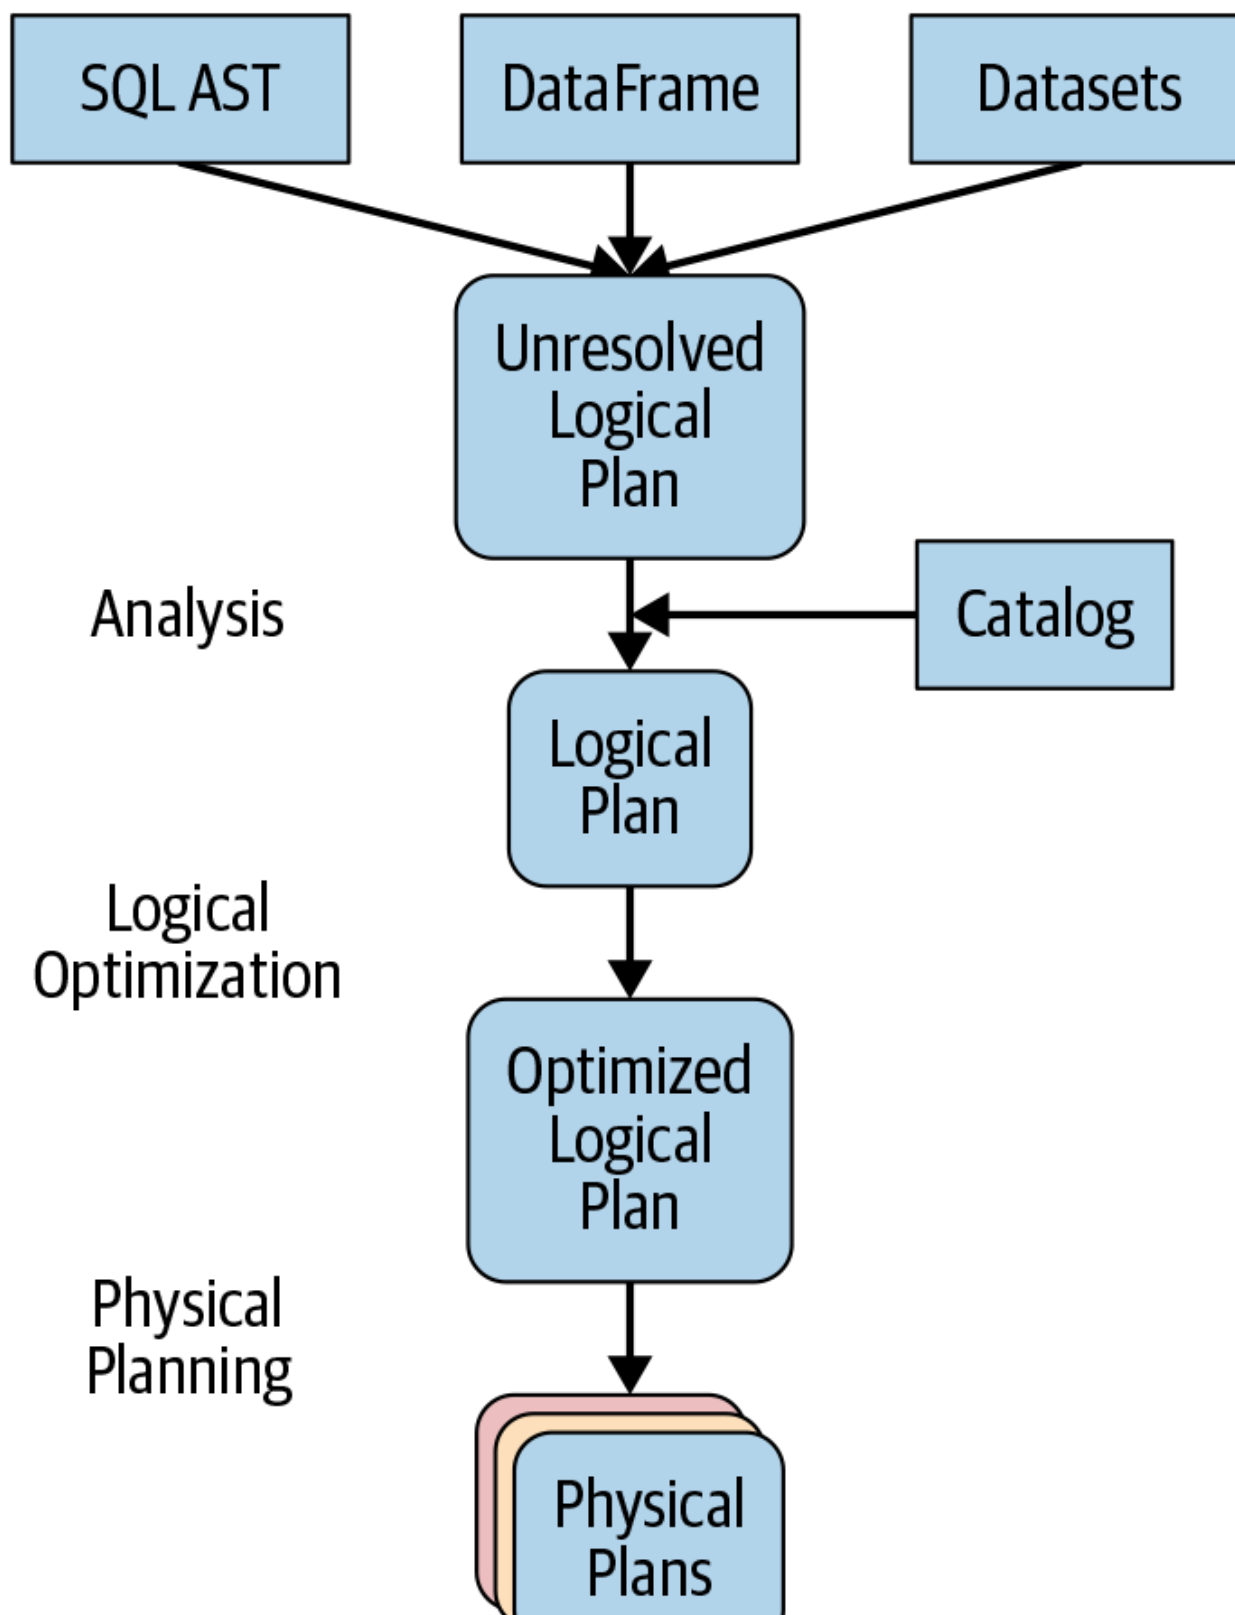 SQL AST
DataFrame
Datasets
Unresolved
Logical
Plan
Analysis
Catalog
Logical
Plan
Logical
Optimization
Optimized
Logical
Plan
Physical
Planning
Physical
Plans